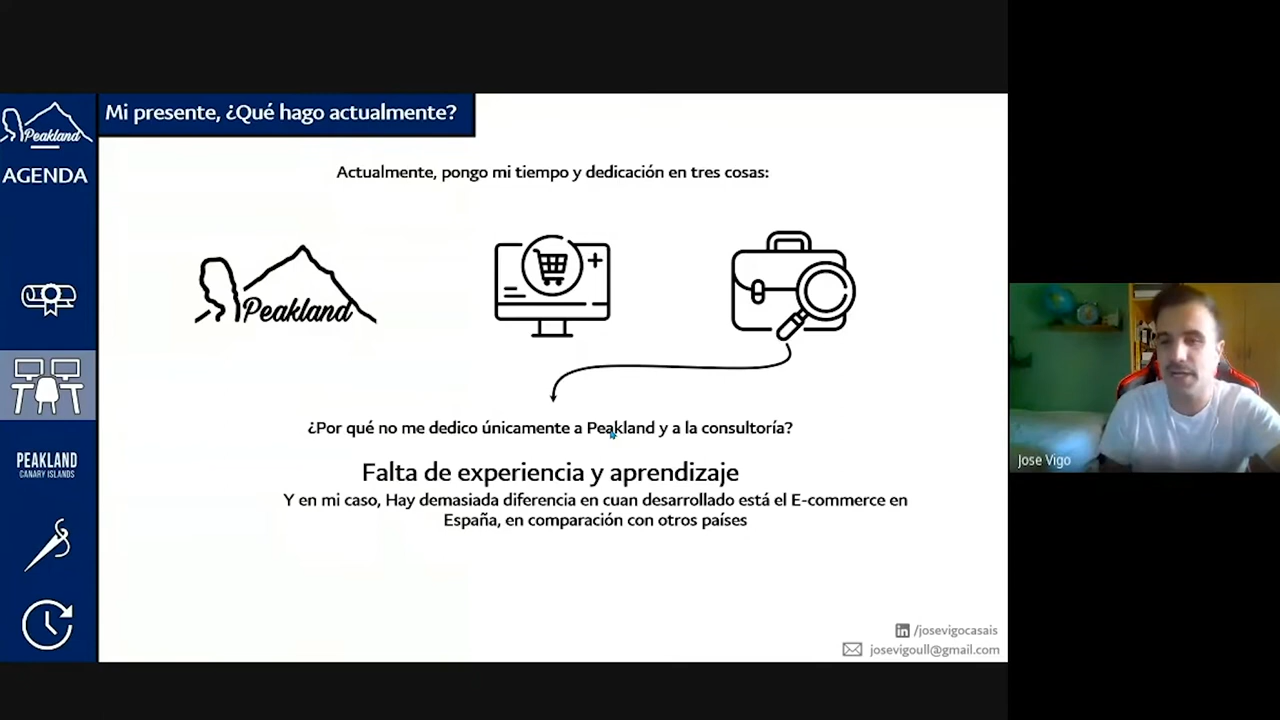 Mi presente, ¿Qué hago actualmente?
Peakland
AGENDA
Actualmente, pongo mi tiempo y dedicación en tres cosas:
Peakland
¿Por qué no me dedico únicamente a Peakland y a la consultoría?
PEAKLAND
CANARY ISLANDS
Falta de experiencia y aprendizaje
Y en mi caso, Hay demasiada diferencia en cuan desarrollado está el E-commerce en
España, en comparación con otros países
Jose Vigo
in /josevigocasais
josevigoull@gmail.com